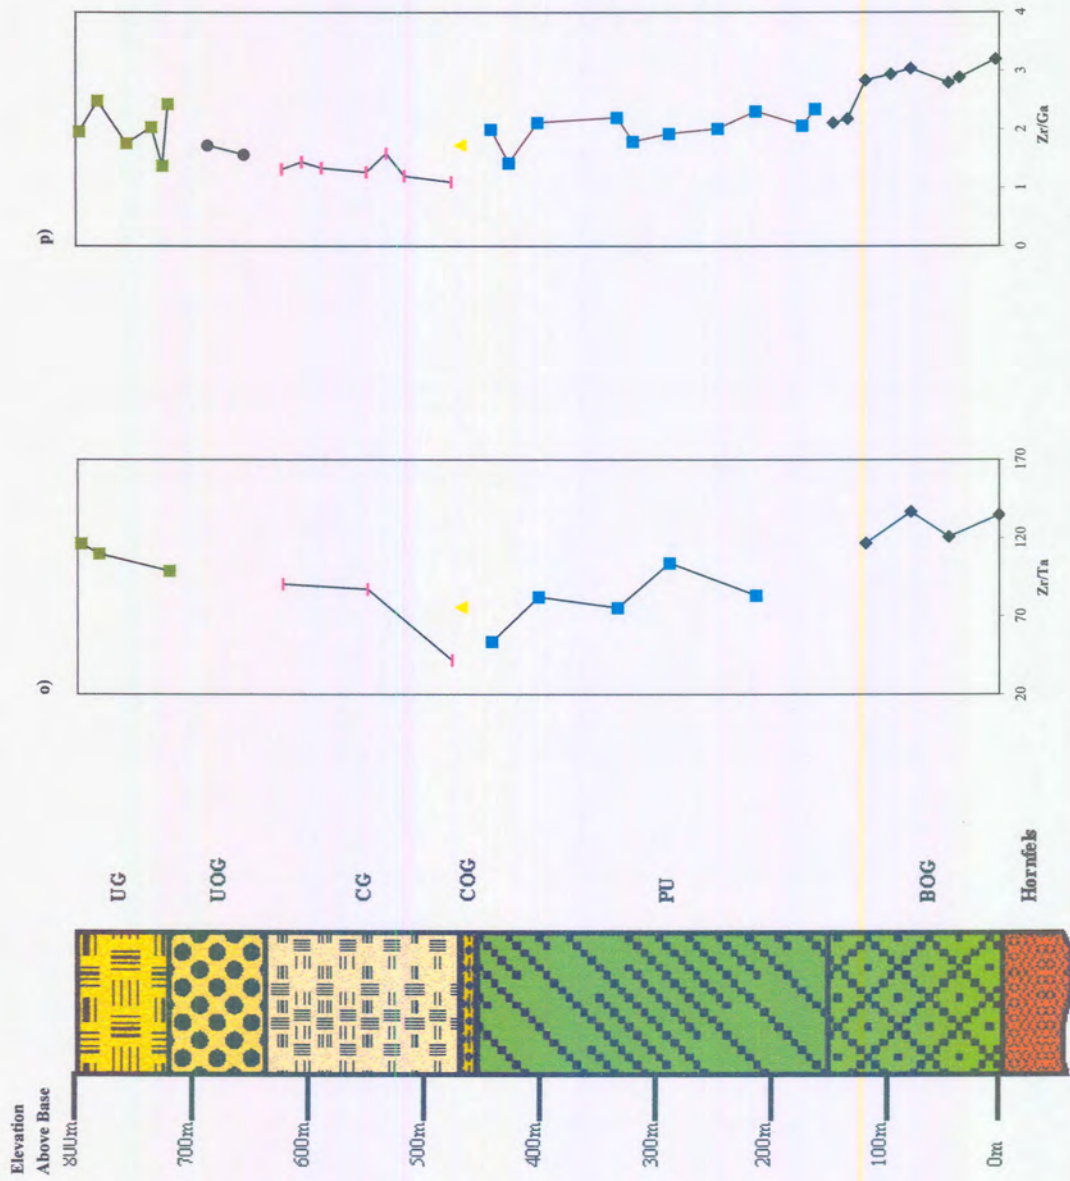 p)
0 1 2 3 4
Zr/Ga
o)
20 70 120 170
Zr/Ta
UG
UOG
CG
COG
PU
BOG
Hornfels
Elevation
Above Base
800m
700m
600m
500m
400m
300m
200m
100m
0m